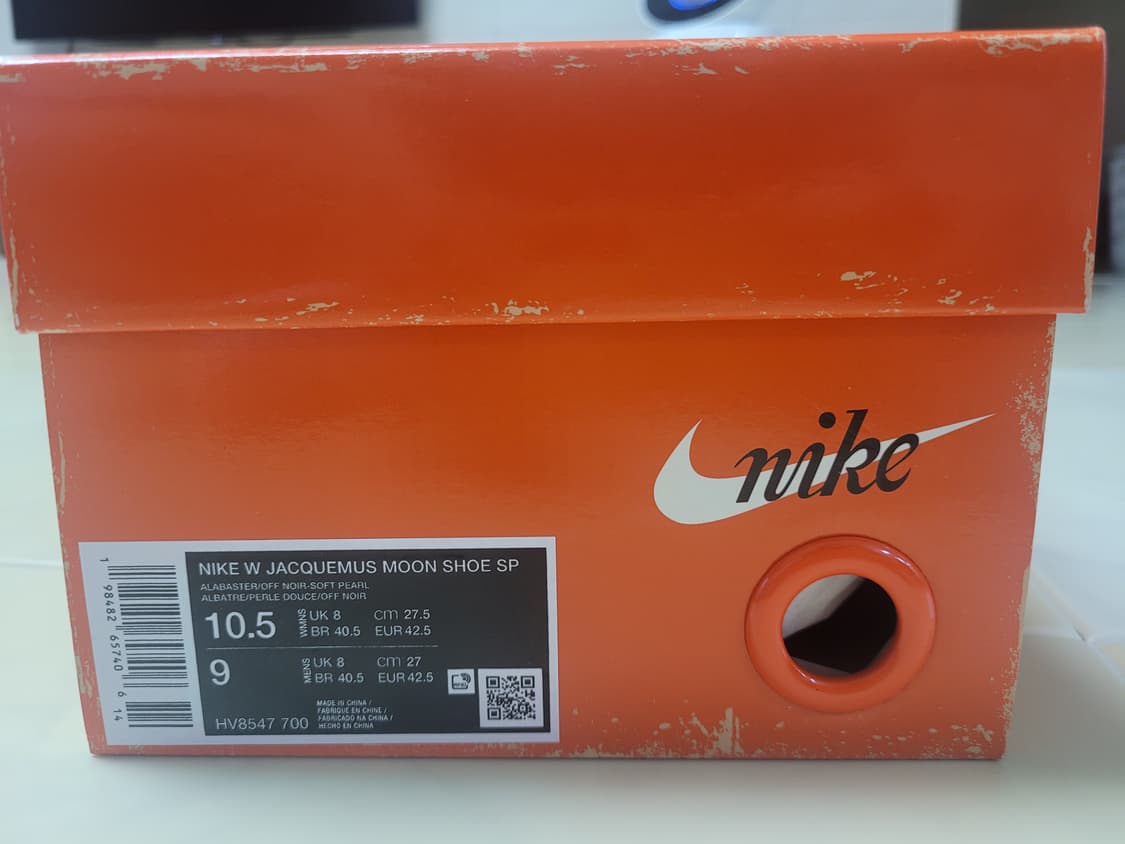 nike
NIKE W JACQUEMUS MOON SHOE SP
ALABASTER/OFF NOIR-SOFT PEARL
ALBATRE/PERLE DOUCE/OFF NOIR
10.5 WMNS UK 8 CM 27.5
BR 40.5 EUR 42.5
9 MENS UK 8 CM 27
BR 40.5 EUR 42.5
HV8547 700
MADE IN CHINA /
FABRIQUÉ EN CHINE /
FABRICADO NA CHINA /
HECHO EN CHINA
1 98482 65740 6 14